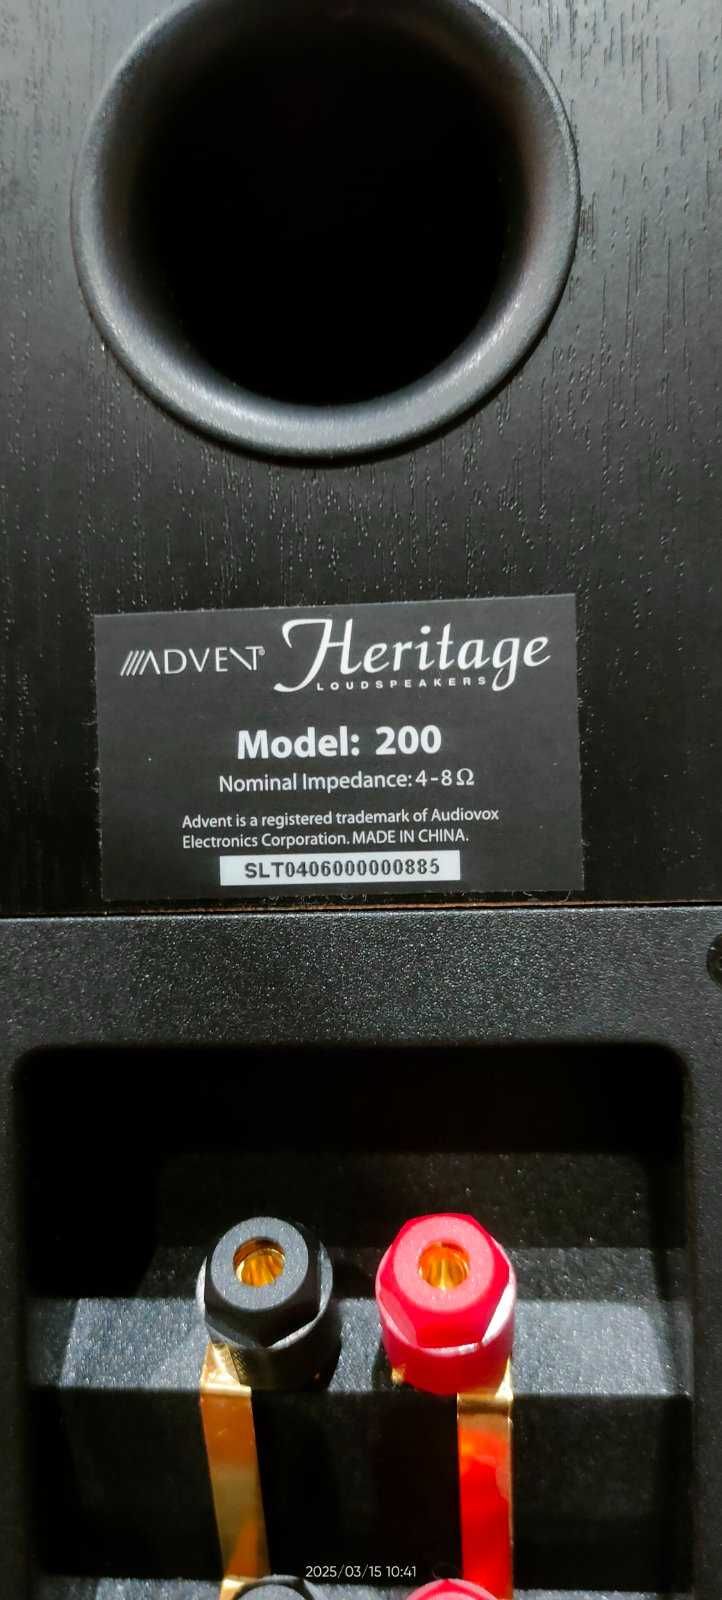 ADVENT® Heritage
LOUDSPEAKERS
Model: 200
Nominal Impedance: 4-8Ω
Advent is a registered trademark of Audiovox
Electronics Corporation. MADE IN CHINA.
SLT0406000000885
2025/03/15 10:41